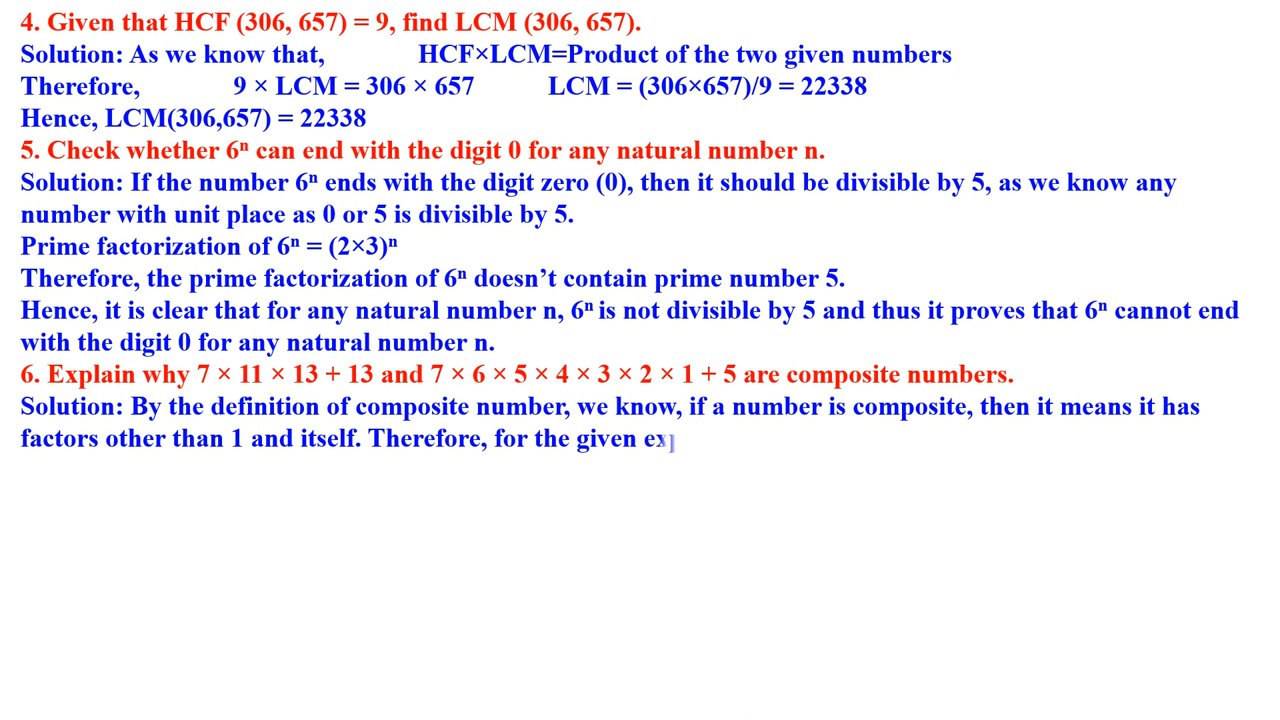 4. Given that HCF (306, 657) = 9, find LCM (306, 657).
Solution: As we know that, HCF×LCM=Product of the two given numbers
Therefore, 9 × LCM = 306 × 657 LCM = (306×657)/9 = 22338
Hence, LCM(306,657) = 22338
5. Check whether 6ⁿ can end with the digit 0 for any natural number n.
Solution: If the number 6ⁿ ends with the digit zero (0), then it should be divisible by 5, as we know any
number with unit place as 0 or 5 is divisible by 5.
Prime factorization of 6ⁿ = (2×3)ⁿ
Therefore, the prime factorization of 6ⁿ doesn’t contain prime number 5.
Hence, it is clear that for any natural number n, 6ⁿ is not divisible by 5 and thus it proves that 6ⁿ cannot end
with the digit 0 for any natural number n.
6. Explain why 7 × 11 × 13 + 13 and 7 × 6 × 5 × 4 × 3 × 2 × 1 + 5 are composite numbers.
Solution: By the definition of composite number, we know, if a number is composite, then it means it has
factors other than 1 and itself. Therefore, for the given